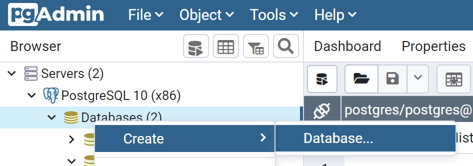 pgAdmin File Object Tools Help
Browser Dashboard Properties
Servers (2)
PostgreSQL 10 (x86)
Databases (2) postgres/postgres@
Create Database...
1